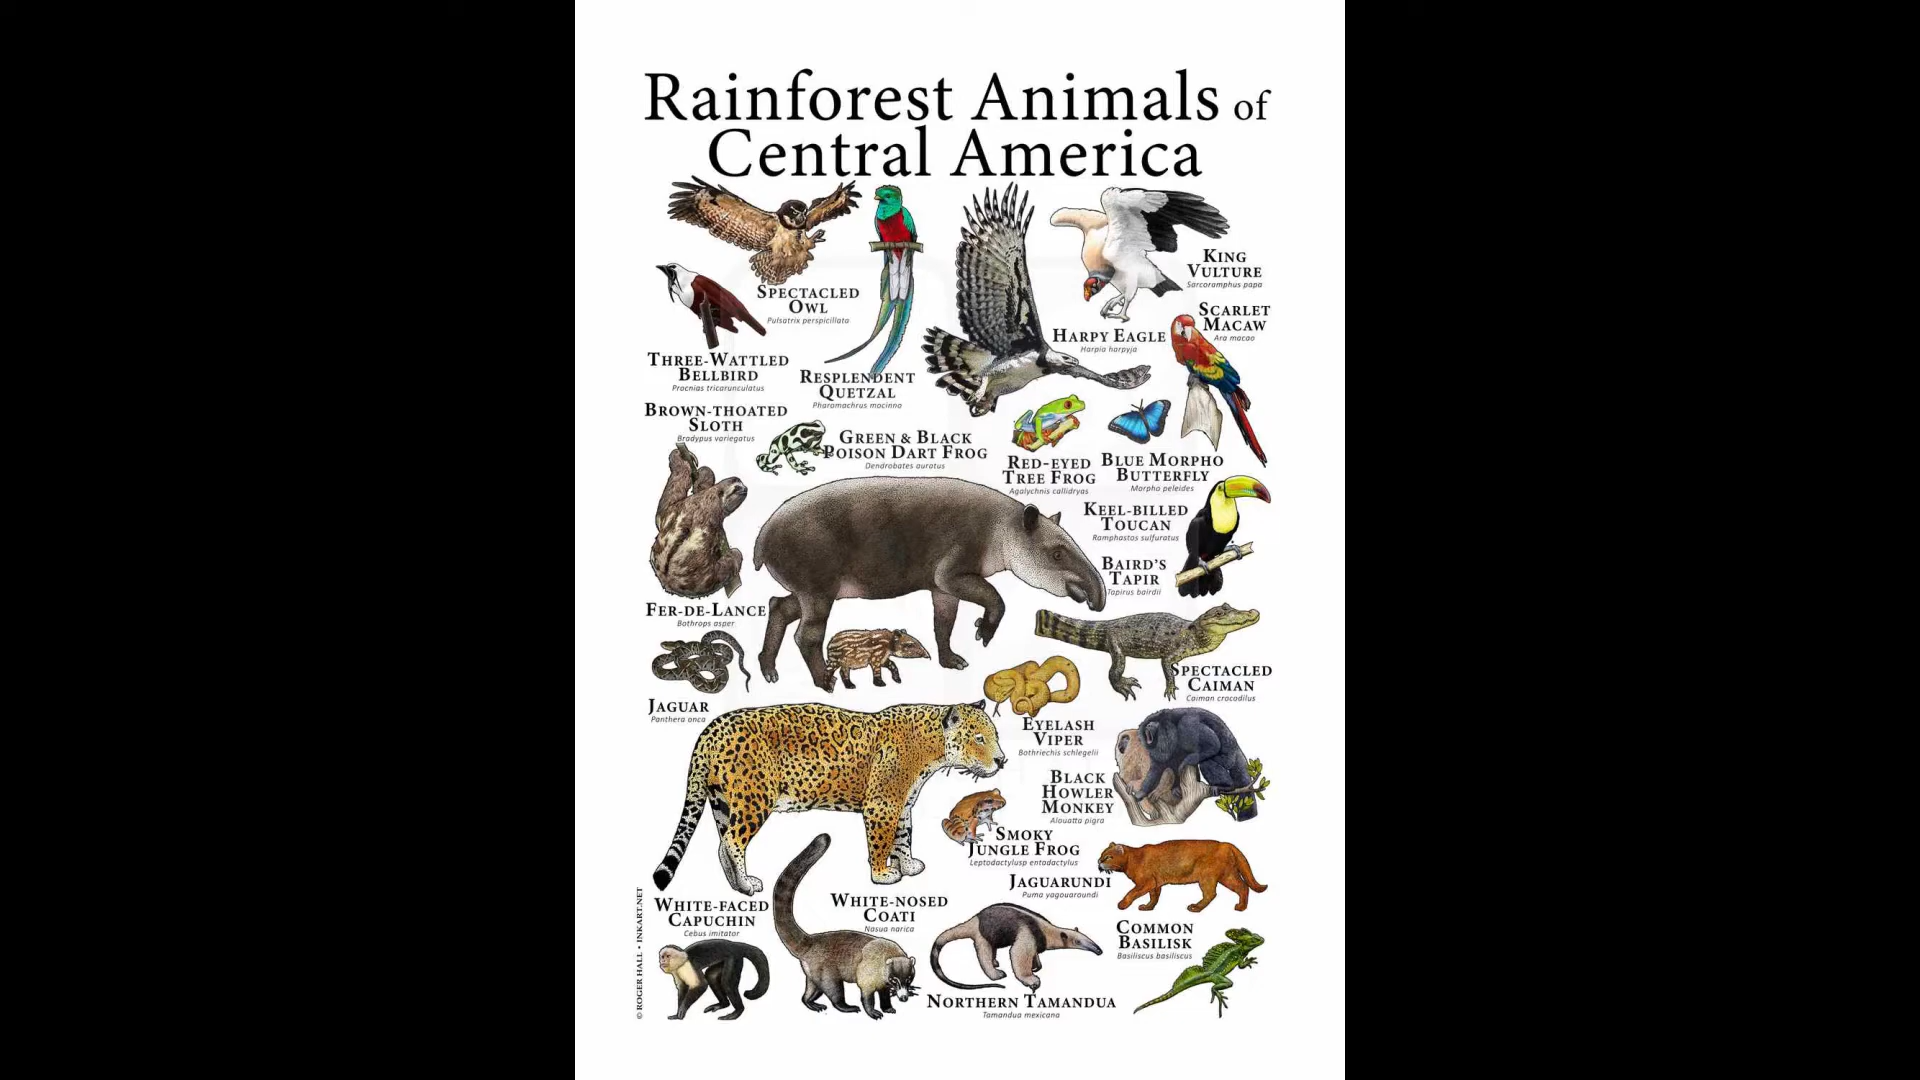 Rainforest Animals of
Central America
SPECTACLED
OWL
Pulsatrix perspicillata
KING
VULTURE
Sarcoramphus papa
SCARLET
MACAW
Ara macao
HARPY EAGLE
Harpia harpyja
THREE-WATTLED
BELLBIRD
Procnias tricarunculatus
RESPLENDENT
QUETZAL
Pharomachrus mocinno
BROWN-THOATED
SLOTH
Bradypus variegatus
GREEN & BLACK
POISON DART FROG
Dendrobates auratus
RED-EYED
TREE FROG
Agalychnis callidryas
BLUE MORPHO
BUTTERFLY
Morpho peleides
KEEL-BILLED
TOUCAN
Ramphastos sulfuratus
BAIRD'S
TAPIR
Tapirus bairdii
FER-DE-LANCE
Bothrops asper
SPECTACLED
CAIMAN
Caiman crocodilus
JAGUAR
Panthera onca
EYELASH
VIPER
Bothriechis schlegelii
BLACK
HOWLER
MONKEY
Alouatta pigra
SMOKY
JUNGLE FROG
Leptodactylusp entadactylus
JAGUARUNDI
Puma yagouaroundi
WHITE-FACED
CAPUCHIN
Cebus imitator
WHITE-NOSED
COATI
Nasua narica
COMMON
BASILISK
Basiliscus basiliscus
NORTHERN TAMANDUA
Tamandua mexicana
© ROGER HALL • INKART.NET